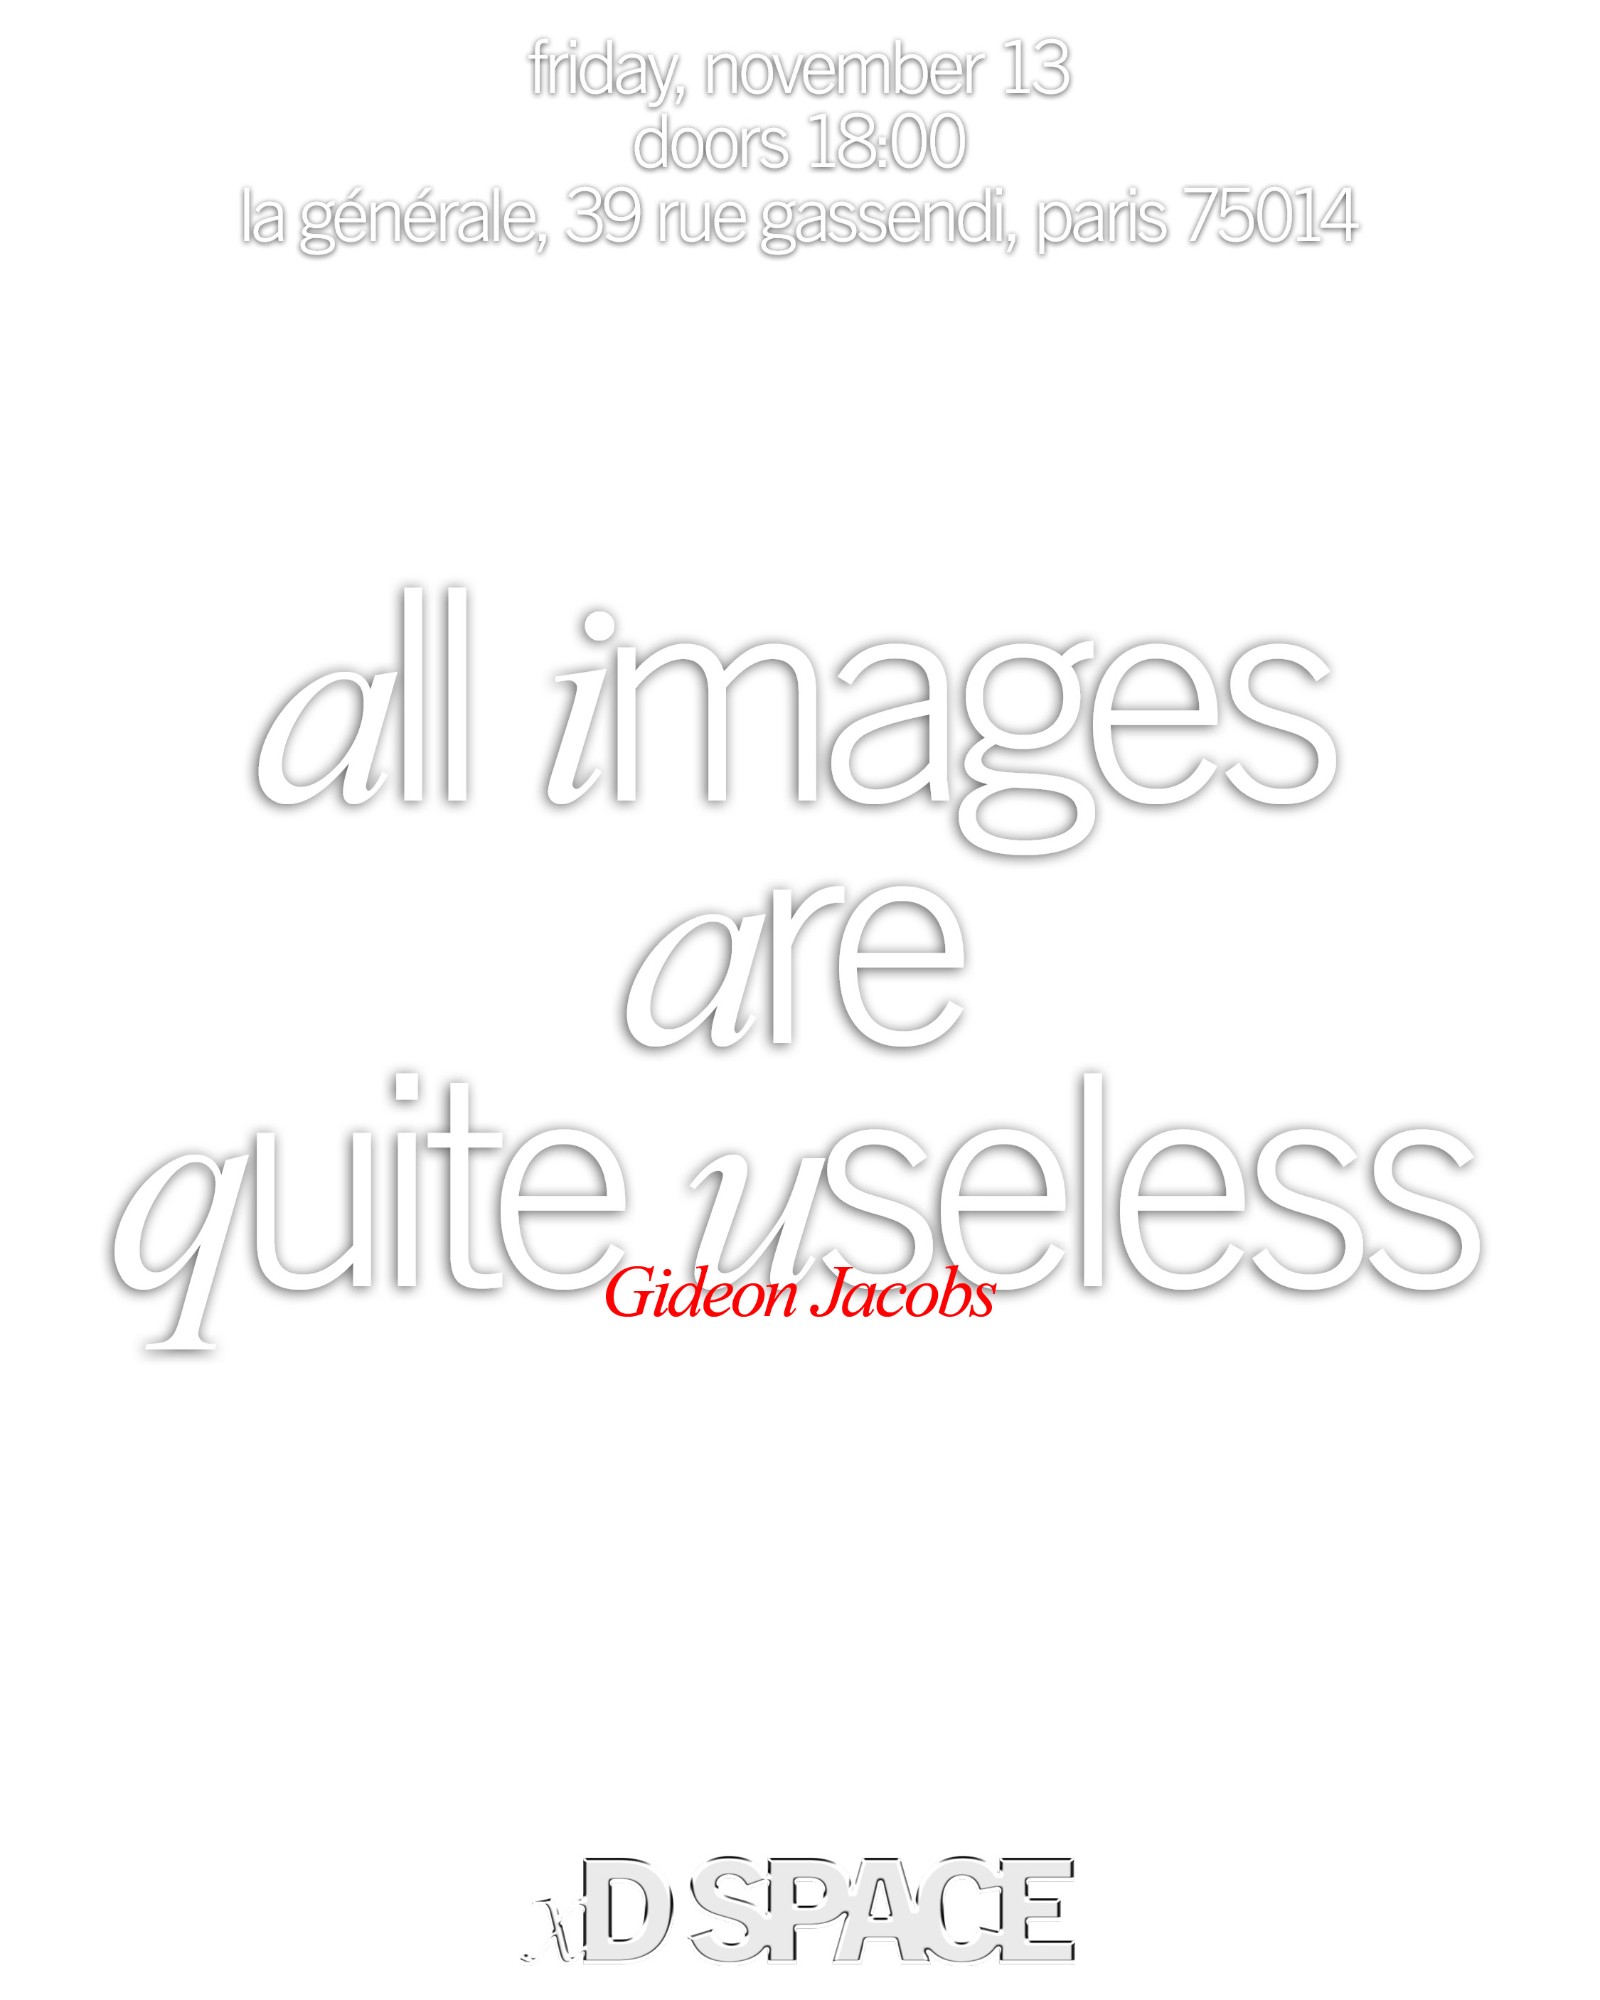 friday, november 13
doors 18:00
la générale, 39 rue gassendi, paris 75014
all images
are
quite useless
Gideon Jacobs
xD SPACE